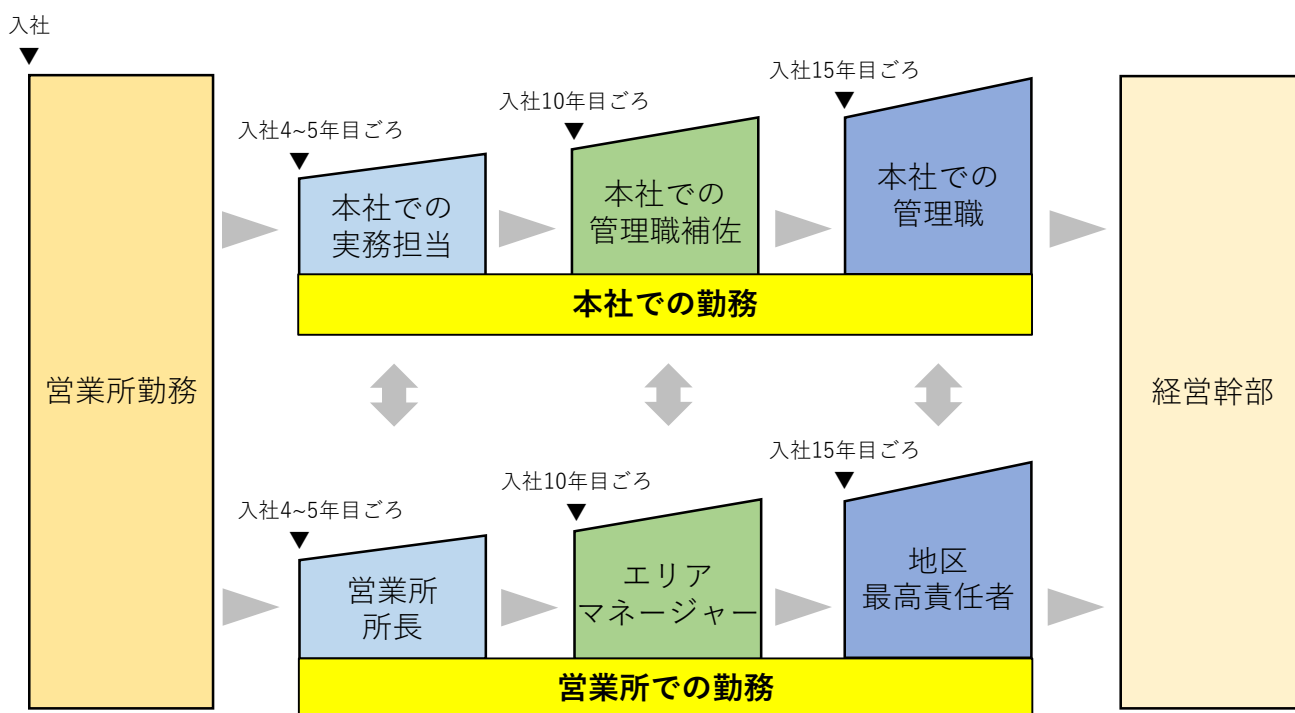 入社
営業所勤務
入社4~5年目ごろ
本社での
実務担当
入社10年目ごろ
本社での
管理職補佐
入社15年目ごろ
本社での
管理職
本社での勤務
入社4~5年目ごろ
営業所
所長
入社10年目ごろ
エリア
マネージャー
入社15年目ごろ
地区
最高責任者
営業所での勤務
経営幹部